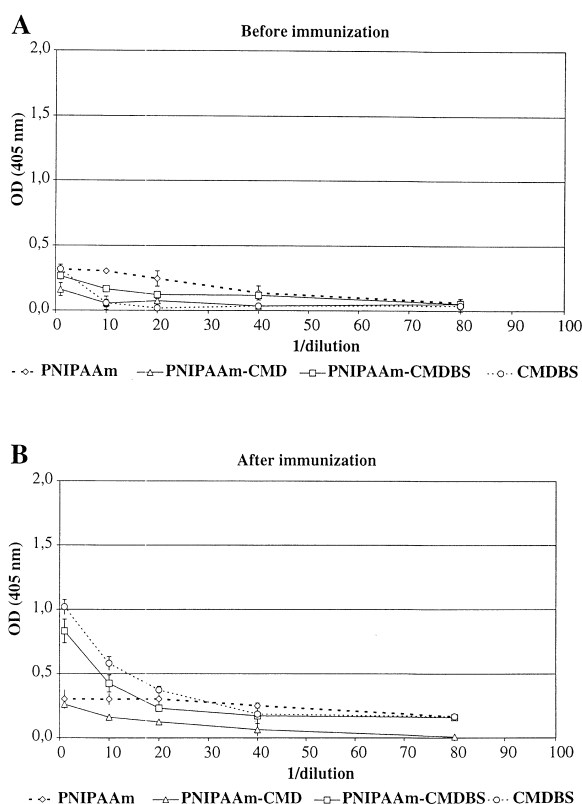 A
Before immunization
2,0
1,5
1,0
0,5
0,0
OD (405 nm)
0 10 20 30 40 50 60 70 80 90 100
1/dilution
PNIPAAm PNIPAAm-CMD PNIPAAm-CMDBS CMDBS
B
After immunization
2,0
1,5
1,0
0,5
0,0
OD (405 nm)
0 10 20 30 40 50 60 70 80 90 100
1/dilution
PNIPAAm PNIPAAm-CMD PNIPAAm-CMDBS CMDBS